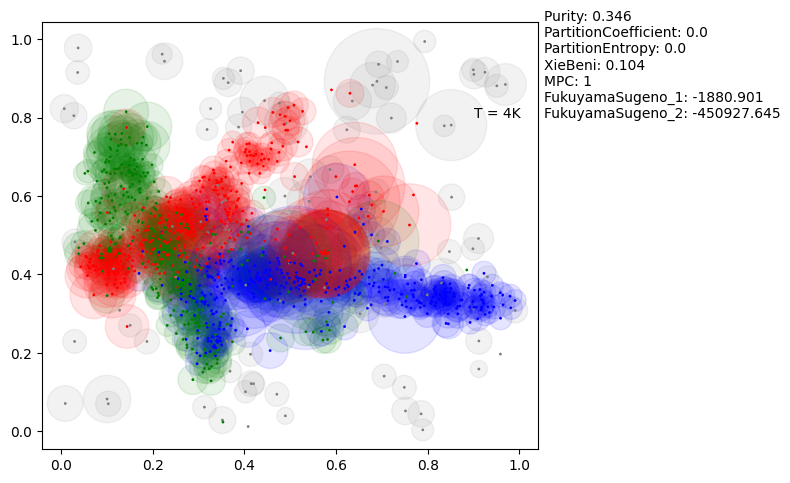 Purity: 0.346
PartitionCoefficient: 0.0
PartitionEntropy: 0.0
XieBeni: 0.104
MPC: 1
FukuyamaSugeno_1: -1880.901
FukuyamaSugeno_2: -450927.645
T = 4K
1.0
0.8
0.6
0.4
0.2
0.0
0.0 0.2 0.4 0.6 0.8 1.0